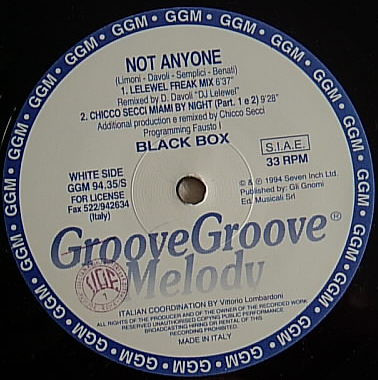 GGM • GGM • GGM • GGM • GGM • GGM • GGM • GGM • GGM • GGM • GGM • GGM • GGM • GGM • GGM • GGM
NOT ANYONE
(Limoni - Davoli - Semplici - Benati)
1. LELEWEL FREAK MIX 6'37"
Remixed by D. Davoli "DJ Lelewel"
2. CHICCO SECCI MIAMI BY NIGHT (Part. 1 e 2) 9'28"
Additional production e remixed by Chicco Secci
Programming Fausto I
BLACK BOX
WHITE SIDE
GGM 94.35/S
FOR LICENSE
Fax 522/942634
(Italy)
S.I.A.E.
33 RPM
© & ℗ 1994 Seven Inch Ltd.
Published by: Gli Gnomi
Ed. Musicali Srl
GrooveGroove®
Melody
ITALIAN COORDINATION BY Vittorio Lombardoni
ALL RIGHTS OF THE PRODUCER AND OF THE OWNER OF THE RECORDED WORK
RESERVED UNAUTHORISED COPYNG PUBLIC PERFORMANCE
BROADCASTING HIRING OR RENTAL OF THIS
RECORDING PROHIBITED.
MADE IN ITALY